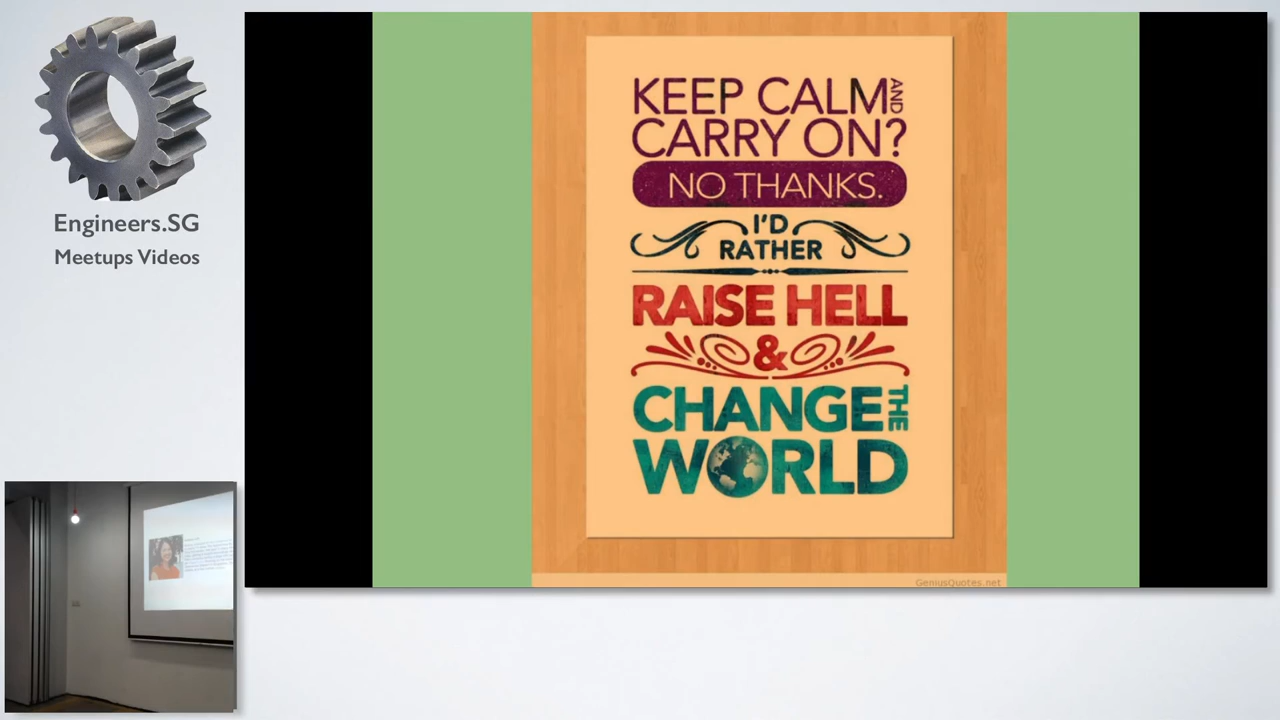 Engineers.SG
Meetups Videos
KEEP CALM AND
CARRY ON?
NO THANKS.
I'D
RATHER
RAISE HELL
&
CHANGE THE
WORLD
GeniusQuotes.net